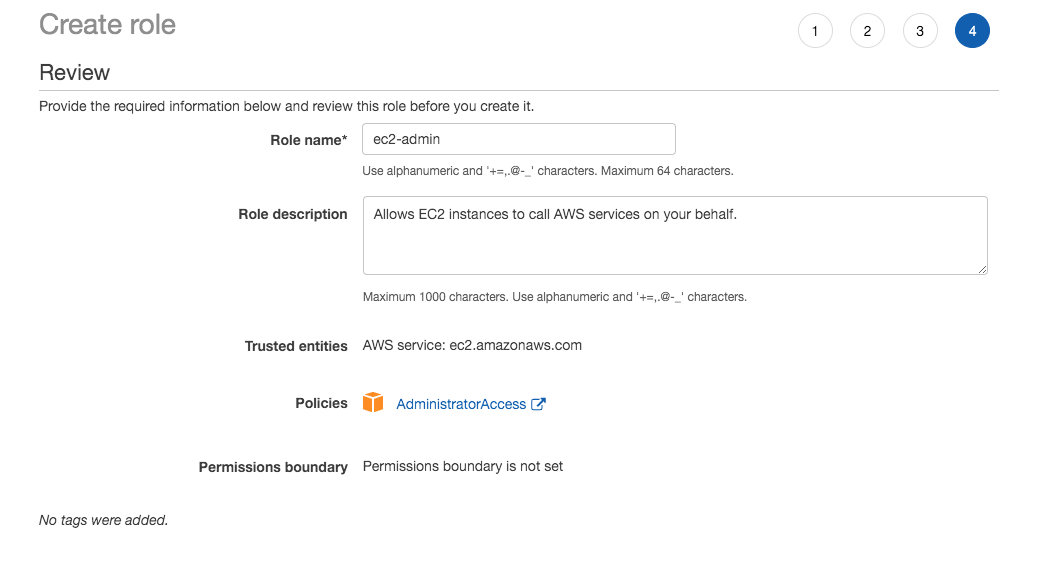 Create role
1 2 3 4
Review
Provide the required information below and review this role before you create it.
Role name* ec2-admin
Use alphanumeric and '+=,.@-_' characters. Maximum 64 characters.
Role description Allows EC2 instances to call AWS services on your behalf.
Maximum 1000 characters. Use alphanumeric and '+=,.@-_' characters.
Trusted entities AWS service: ec2.amazonaws.com
Policies AdministratorAccess
Permissions boundary Permissions boundary is not set
No tags were added.